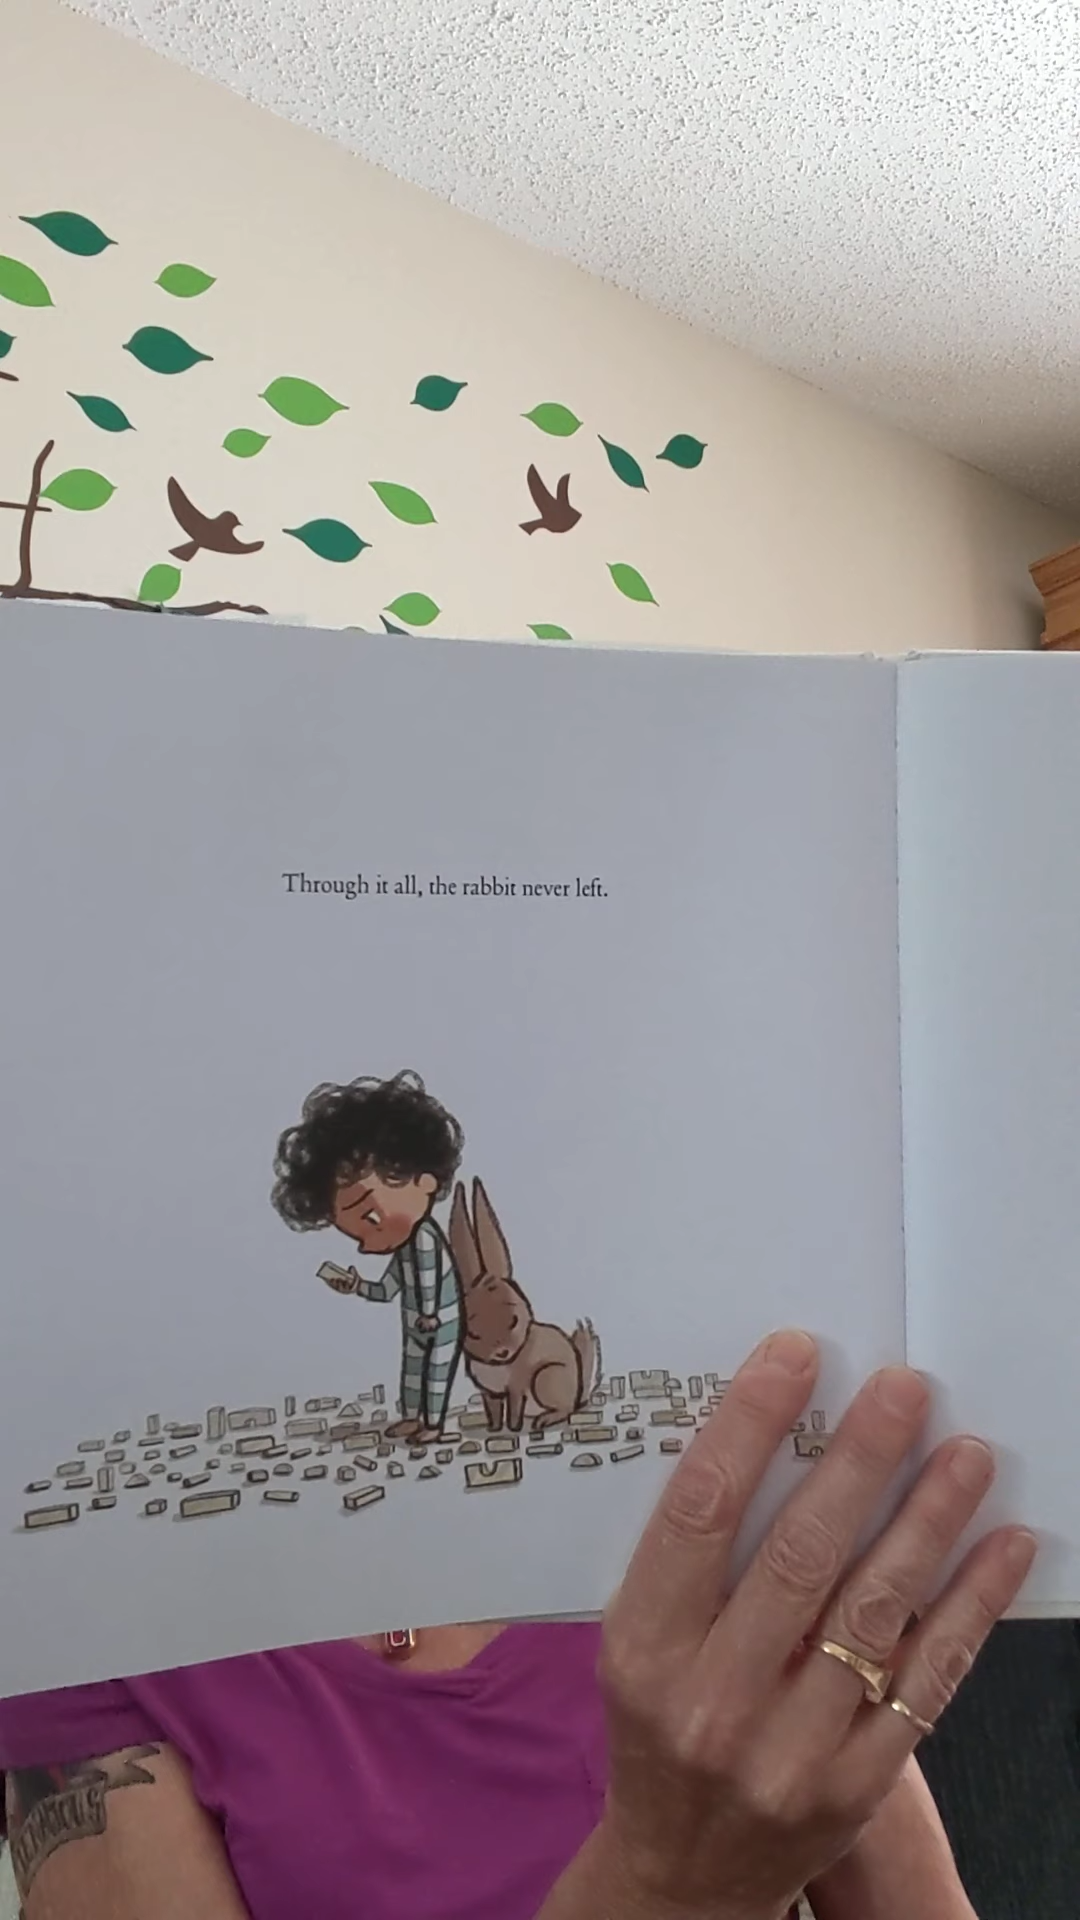 Through it all, the rabbit never left.